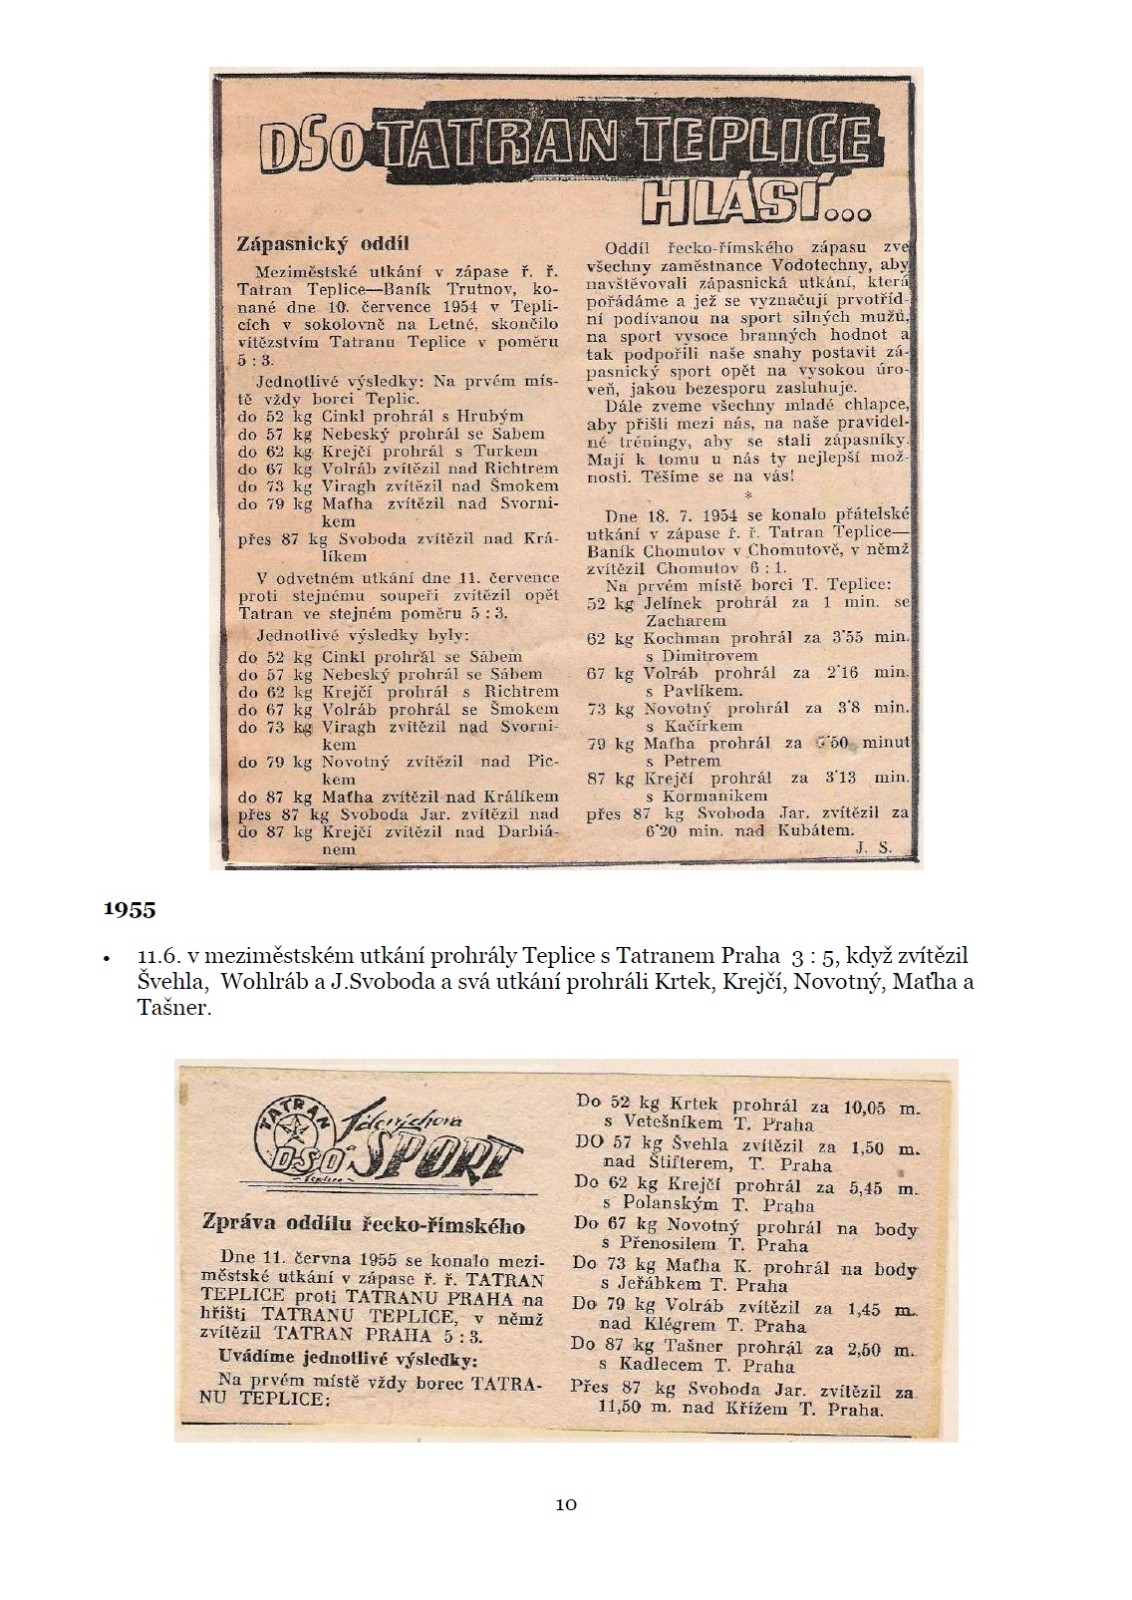 DSO TATRAN TEPLICE
HLÁSÍ...
Zápasnický oddíl
Meziměstské utkání v zápase ř. ř.
Tatran Teplice—Baník Trutnov, ko-
nané dne 10. července 1954 v Tepli-
cích v sokolovně na Letné, skončilo
vítězstvím Tatranu Teplice v poměru
5 : 3.
Jednotlivé výsledky: Na prvém mís-
tě vždy borci Teplic.
do 52 kg Cinkl prohrál s Hrubým
do 57 kg Nebeský prohrál se Sabem
do 62 kg Krejčí prohrál s Turkem
do 67 kg Volráb zvítězil nad Richtrem
do 73 kg Viragh zvítězil nad Šmokem
do 79 kg Maťha zvítězil nad Svorni-
kem
přes 87 kg Svoboda zvítězil nad Krá-
líkem
V odvetném utkání dne 11. července
proti stejnému soupeři zvítězil opět
Tatran ve stejném poměru 5 : 3.
Jednotlivé výsledky byly:
do 52 kg Cinkl prohrál se Sábem
do 57 kg Nebeský prohrál se Sábem
do 62 kg Krejčí prohrál s Richtrem
do 67 kg Volráb prohrál se Šmokem
do 73 kg Viragh zvítězil nad Svorni-
kem
do 79 kg Novotný zvítězil nad Pic-
kem
do 87 kg Maťha zvítězil nad Králíkem
přes 87 kg Svoboda Jar. zvítězil nad
do 87 kg Krejčí zvítězil nad Darbiá-
nem
Oddíl řecko-římského zápasu zve
všechny zaměstnance Vodotechny, aby
navštěvovali zápasnická utkání, která
pořádáme a jež se vyznačují prvotříd-
ní podívanou na sport silných mužů,
na sport vysoce branných hodnot a
tak podpořili naše snahy postavit zá-
pasnický sport opět na vysokou úro-
veň, jakou bezesporu zasluhuje.
Dále zveme všechny mladé chlapce,
aby přišli mezi nás, na naše pravidel-
né tréningy, aby se stali zápasníky.
Mají k tomu u nás ty nejlepší mož-
nosti. Těšíme se na vás!
*
Dne 18. 7. 1954 se konalo přátelské
utkání v zápase ř. ř. Tatran Teplice—
Baník Chomutov v Chomutově, v němž
zvítězil Chomutov 6 : 1.
Na prvém místě borci T. Teplice:
52 kg Jelínek prohrál za 1 min. se
Zacharem
62 kg Kochman prohrál za 3'55 min.
s Dimitrovem
67 kg Volráb prohrál za 2'16 min.
s Pavlíkem.
73 kg Novotný prohrál za 3'8 min.
s Kačírkem
79 kg Maťha prohrál za minut
s Petrem
87 kg Krejčí prohrál za 3'13 min.
s Kormanikem
přes 87 kg Svoboda Jar. zvítězil za
6'20 min. nad Kubátem.
J. S.
1955
• 11.6. v meziměstském utkání prohrály Teplice s Tatranem Praha 3 : 5, když zvítězil
Švehla, Wohlráb a J.Svoboda a svá utkání prohráli Krtek, Krejčí, Novotný, Maťha a
Tašner.
TATRAN
DSO
Teplice
SPORT
Zpráva oddílu řecko-římského
Dne 11. června 1955 se konalo mezi-
městské utkání v zápase ř. ř. TATRAN
TEPLICE proti TATRANU PRAHA na
hřišti TATRANU TEPLICE, v němž
zvítězil TATRAN PRAHA 5 : 3.
Uvádíme jednotlivé výsledky:
Na prvém místě vždy borec TATRA-
NU TEPLICE:
Do 52 kg Krtek prohrál za 10,05 m.
s Vetešníkem T. Praha
DO 57 kg Švehla zvítězil za 1,50 m.
nad Štifterem, T. Praha
Do 62 kg Krejčí prohrál za 5,45 m.
s Polanským T. Praha
Do 67 kg Novotný prohrál na body
s Přenosilem T. Praha
Do 73 kg Maťha K. prohrál na body
s Jeřábkem T. Praha
Do 79 kg Volráb zvítězil za 1,45 m.
nad Klégrem T. Praha
Do 87 kg Tašner prohrál za 2,50 m.
s Kadlecem T. Praha
Přes 87 kg Svoboda Jar. zvítězil za
11,50 m. nad Křížem T. Praha.
10